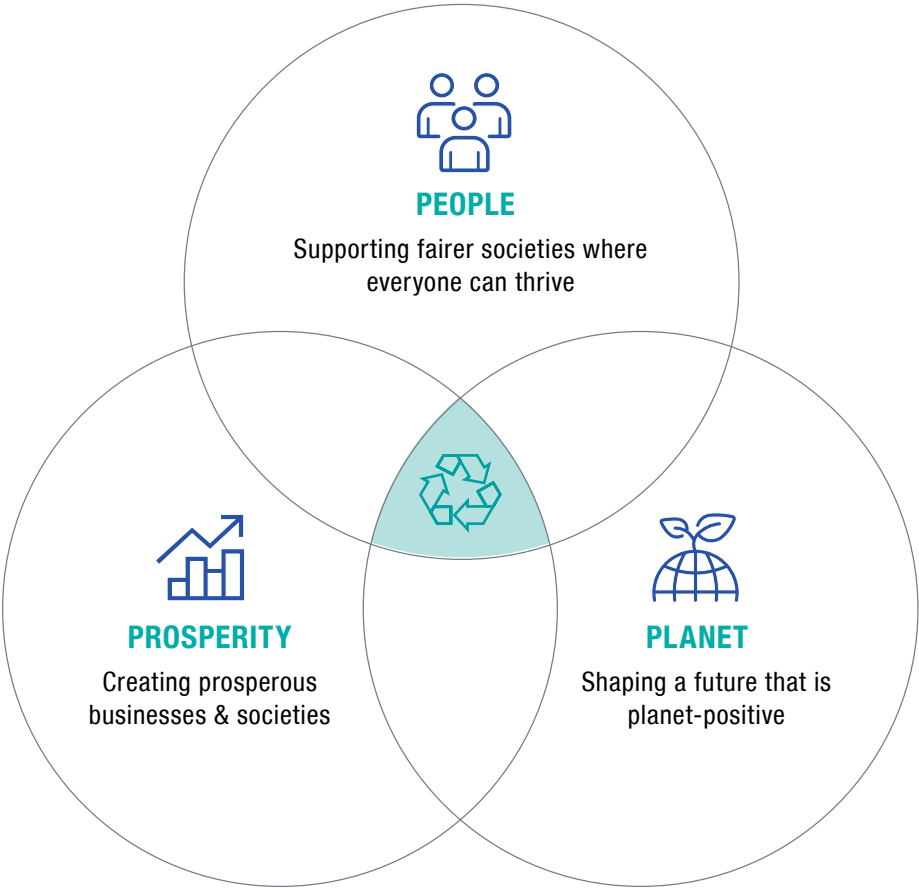 PEOPLE
Supporting fairer societies where
everyone can thrive
PROSPERITY
Creating prosperous
businesses & societies
PLANET
Shaping a future that is
planet-positive